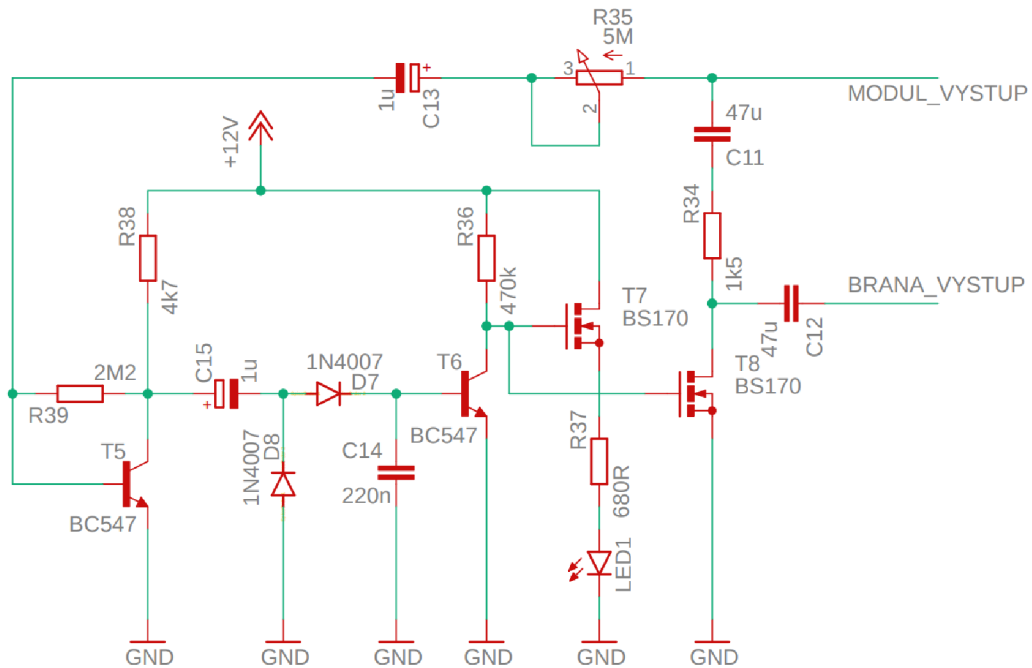 R35
5M
3
1
2
1u
+
C13
MODUL_VYSTUP
47u
C11
+12V
R38
4k7
R36
470k
R34
1k5
T7
BS170
BRANA_VYSTUP
47u
C12
C15
+
1u
1N4007
D7
T6
BC547
T8
BS170
2M2
R39
T5
BC547
1N4007
D8
C14
220n
R37
680R
LED1
GND
GND
GND
GND
GND
GND